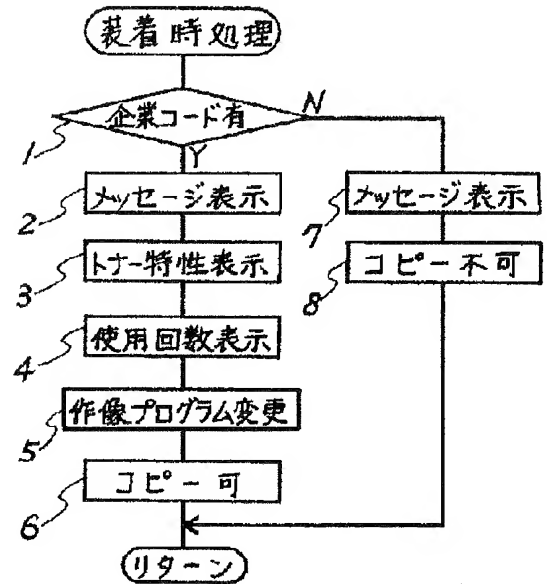 装着時処理
企業コード有
N
1
Y
メッセージ表示
2
メッセージ表示
7
トナー特性表示
3
コピー不可
8
使用回数表示
4
作像プログラム変更
5
コピー可
6
リターン